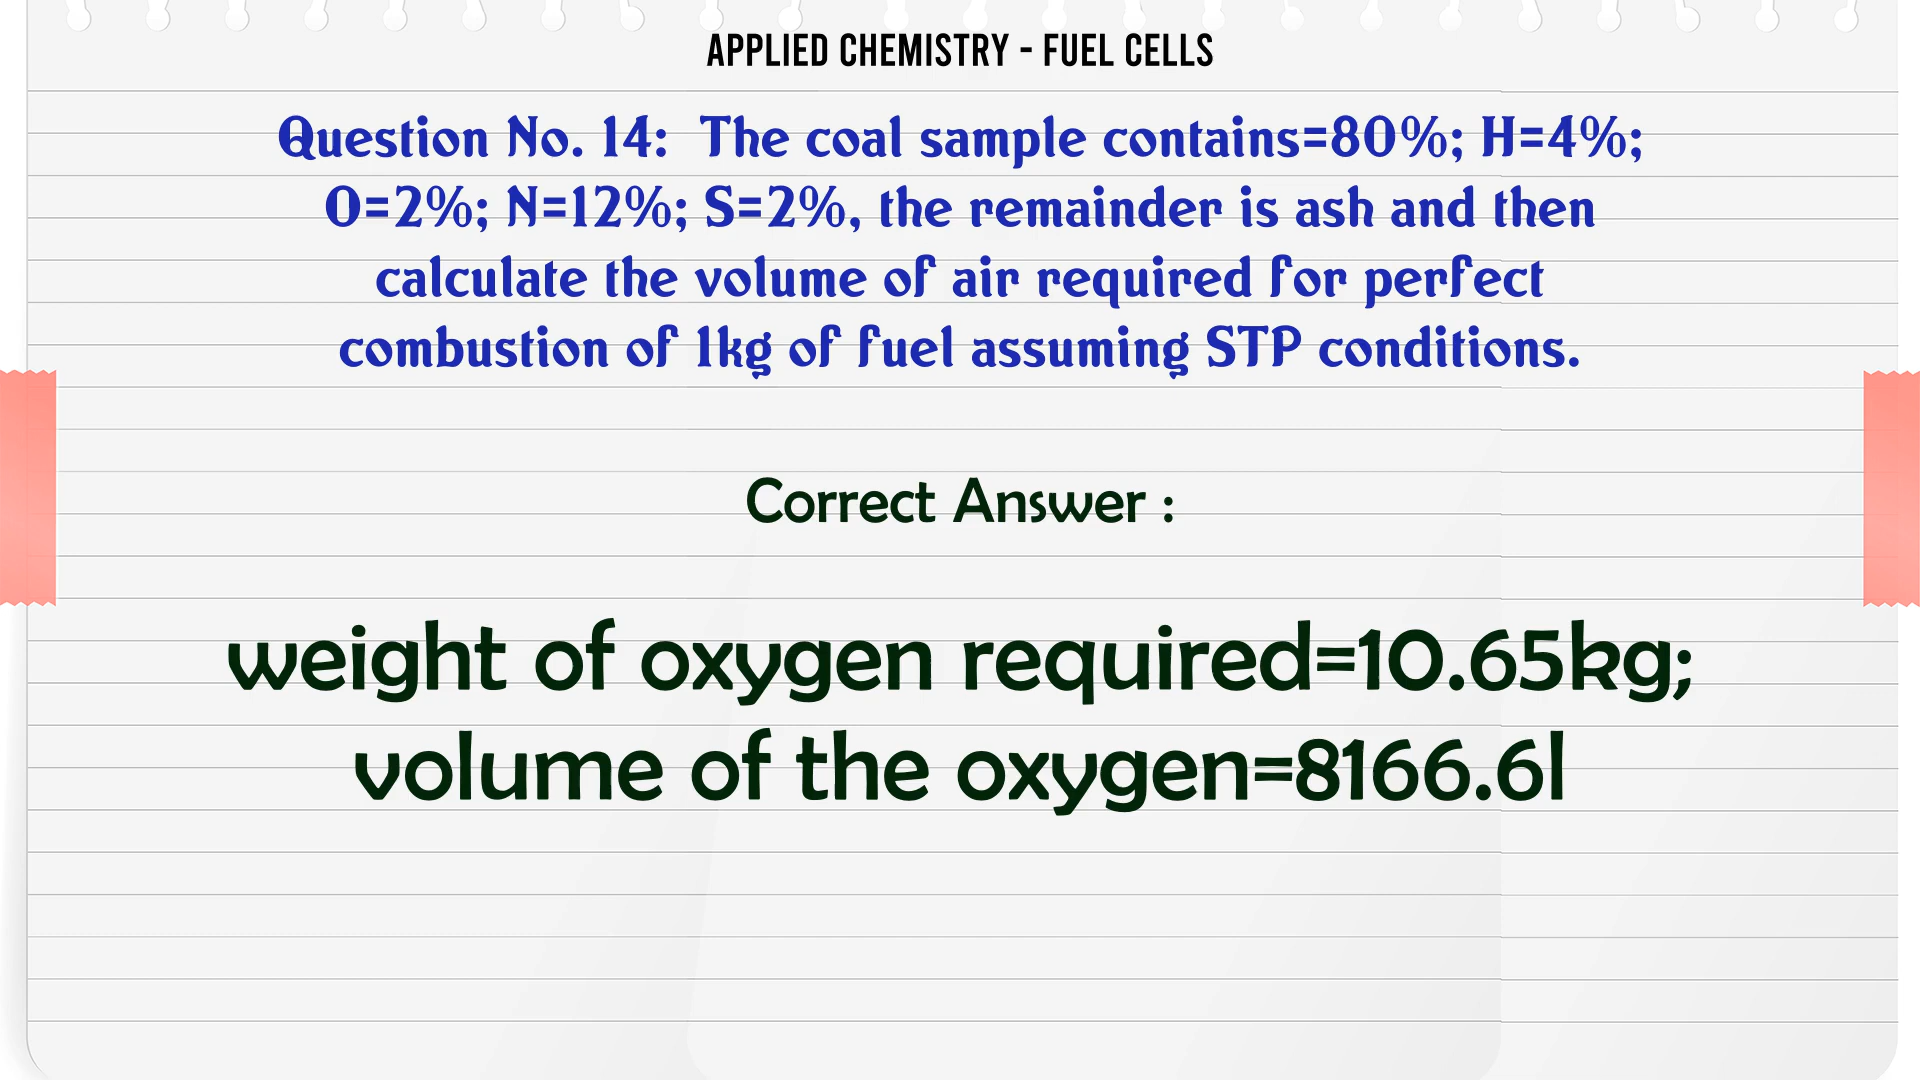 APPLIED CHEMISTRY - FUEL CELLS
Question No. 14:  The coal sample contains=80%; H=4%;
O=2%; N=12%; S=2%, the remainder is ash and then
calculate the volume of air required for perfect
combustion of 1kg of fuel assuming STP conditions.
Correct Answer :
weight of oxygen required=10.65kg;
volume of the oxygen=8166.6l